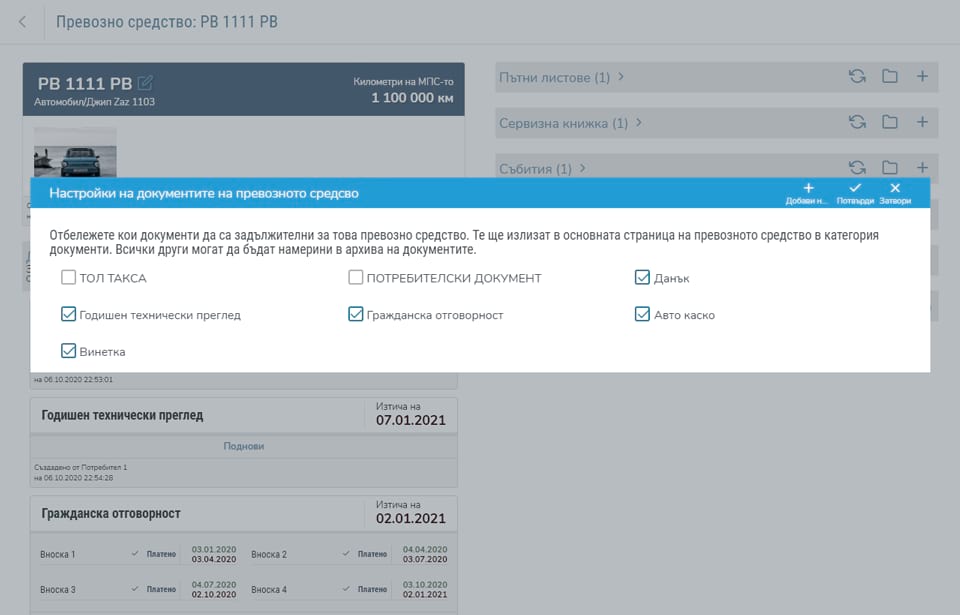 Превозно средство: PB 1111 PB
PB 1111 PB
Километри на МПС-то
Автомобил/Джип Zaz 1103
1 100 000 км
Пътни листове (1)
Сервизна книжка (1)
Събития (1)
Настройки на документите на превозното средсво
Добави н...
Потвърди
Затвори
Отбележете кои документи да са задължителни за това превозно средство. Те ще излизат в основната страница на превозното средство в категория
документи. Всички други могат да бъдат намерини в архива на документите.
ТОЛ ТАКСА
ПОТРЕБИТЕЛСКИ ДОКУМЕНТ
Данък
Годишен технически преглед
Гражданска отговорност
Авто каско
Винетка
на 06.10.2020 22:53:01
Годишен технически преглед
Изтича на
07.01.2021
Поднови
Създадено от Потребител 1
на 06.10.2020 22:54:28
Гражданска отговорност
Изтича на
02.01.2021
Вноска 1 Платено 03.01.2020 03.04.2020
Вноска 2 Платено 04.04.2020 03.07.2020
Вноска 3 Платено 04.07.2020 02.10.2020
Вноска 4 Платено 03.10.2020 02.01.2021